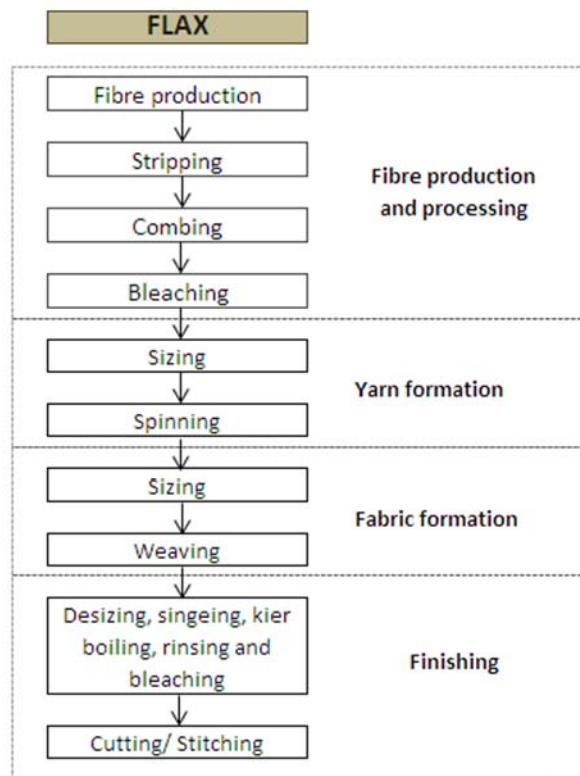 FLAX
Fibre production
Stripping
Combing
Bleaching
Fibre production
and processing
Sizing
Spinning
Yarn formation
Sizing
Weaving
Fabric formation
Desizing, singeing, kier
boiling, rinsing and
bleaching
Cutting/ Stitching
Finishing